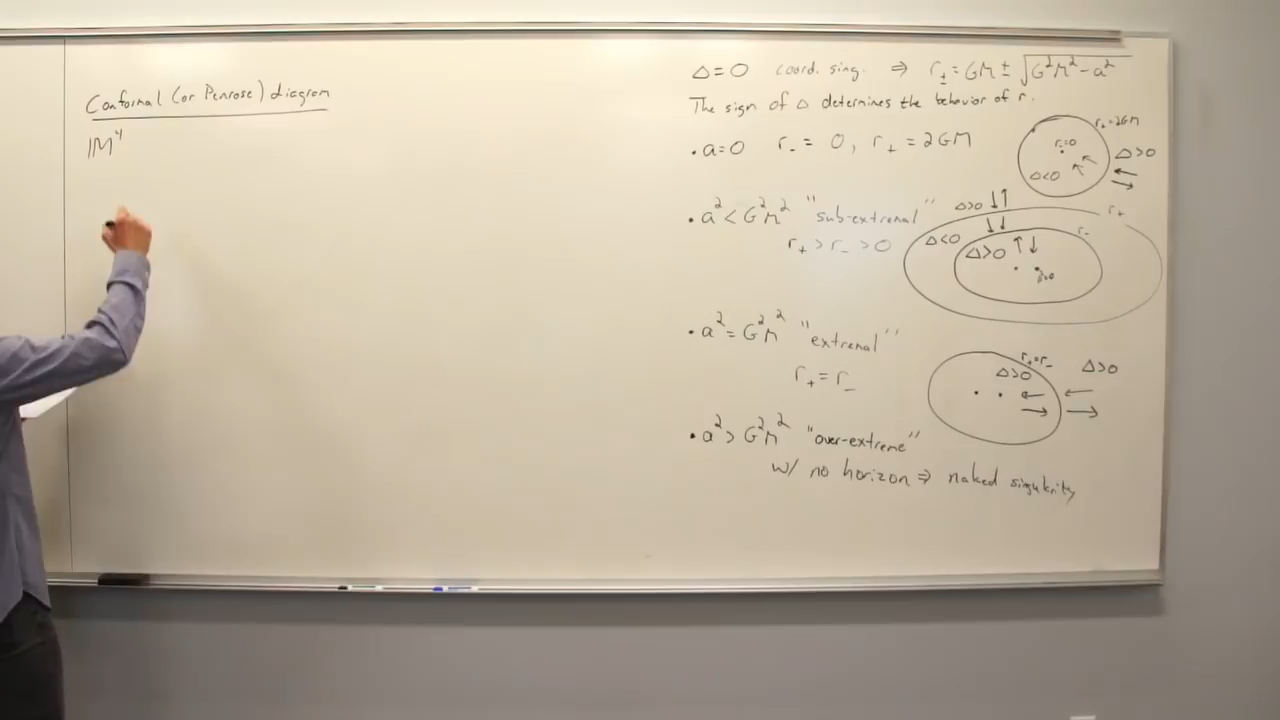 Conformal (or Penrose) diagram
IM⁴
Δ=0 coord. sing. ⇒ r± = GM ± √G²M²-a²
The sign of Δ determines the behavior of r.
• a=0 r₋ = 0, r₊ = 2GM
r₊=2GM
r=0
Δ>0
Δ<0
• a² < G²M² "sub-extremal"
r₊ > r₋ > 0
Δ>0
r₊
Δ<0
r₋
Δ>0
• a² = G²M² "extremal"
r₊ = r₋
r₊=r₋
Δ>0
Δ>0
• a² > G²M² "over-extreme"
w/ no horizon ⇒ naked singularity